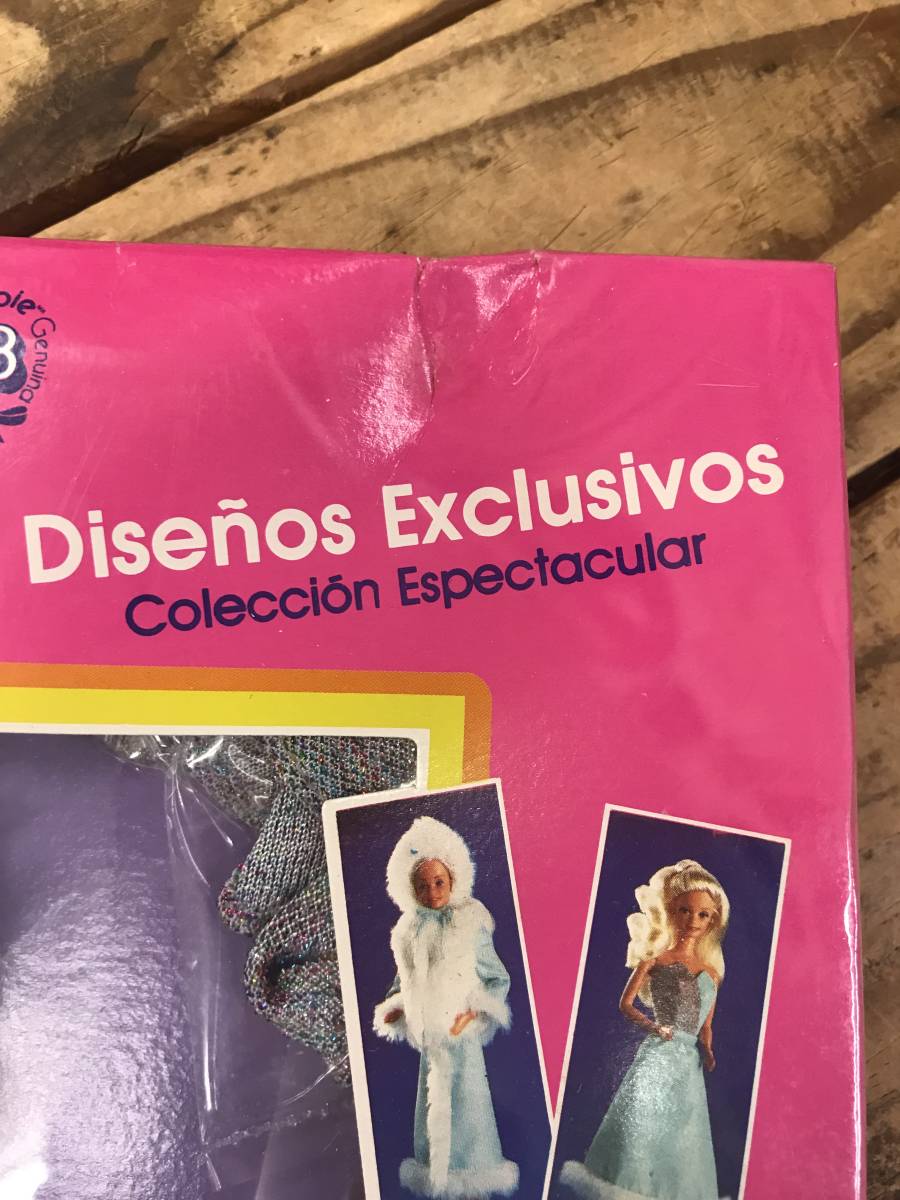 Genuina
Diseños Exclusivos
Colección Espectacular